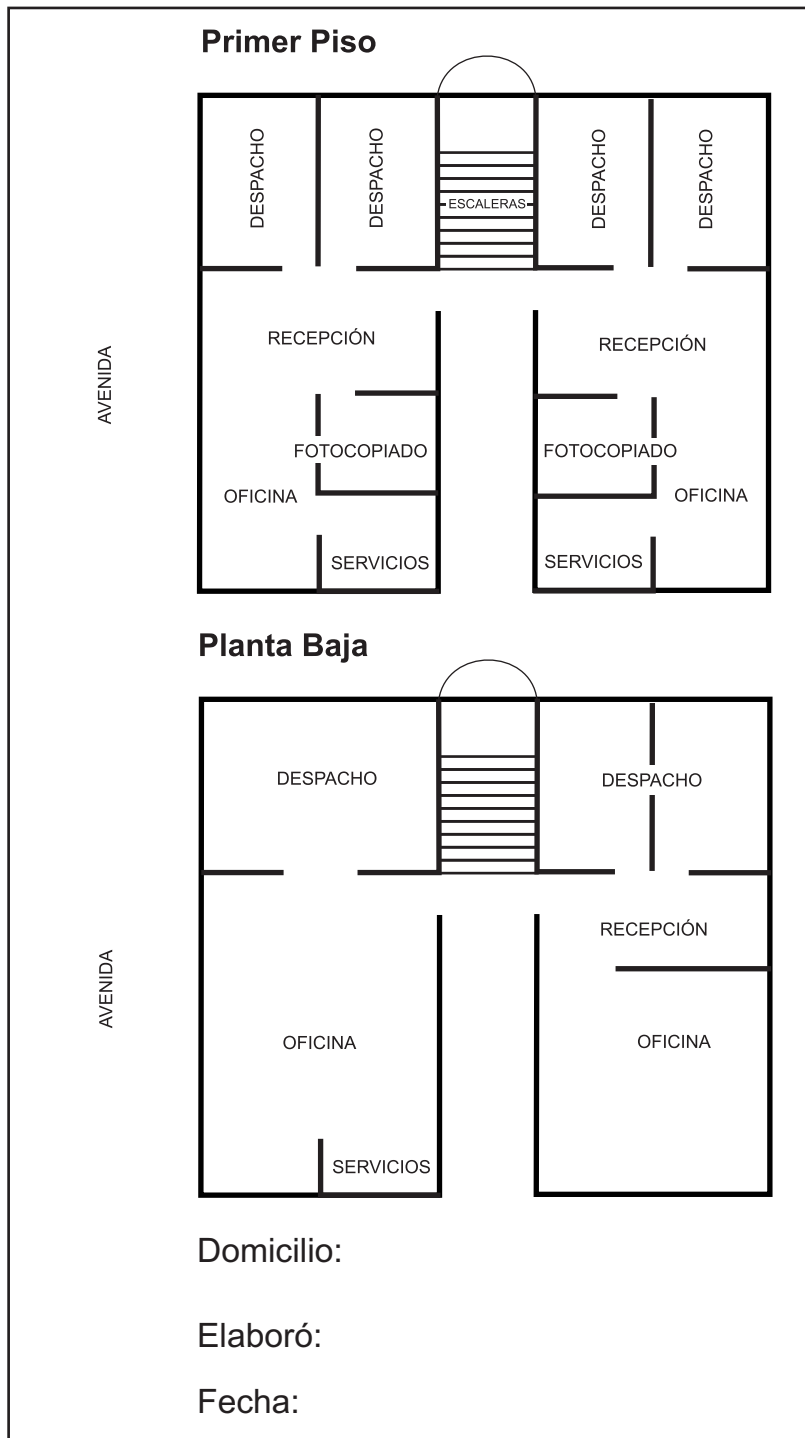 Primer Piso
DESPACHO
DESPACHO
ESCALERAS
DESPACHO
DESPACHO
RECEPCIÓN
RECEPCIÓN
AVENIDA
FOTOCOPIADO
FOTOCOPIADO
OFICINA
OFICINA
SERVICIOS
SERVICIOS
Planta Baja
DESPACHO
DESPACHO
RECEPCIÓN
AVENIDA
OFICINA
OFICINA
SERVICIOS
Domicilio:
Elaboró:
Fecha: